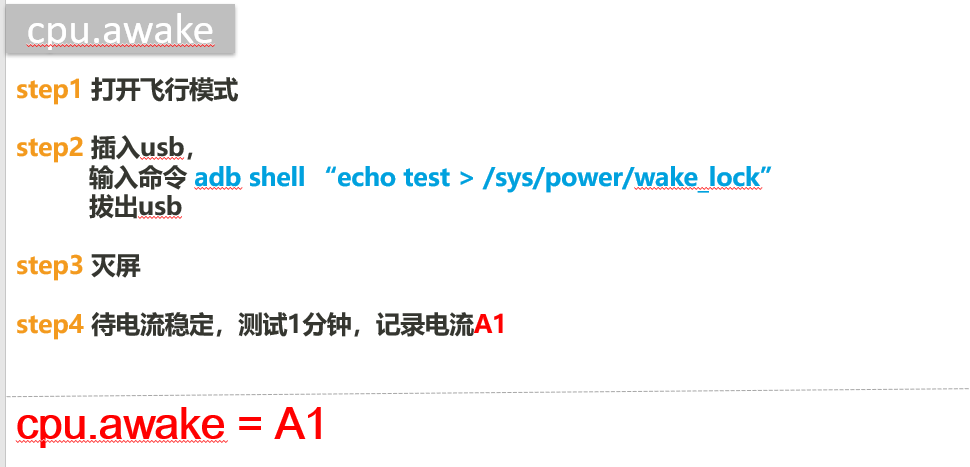 cpu.awake
step1 打开飞行模式
step2 插入usb，
输入命令 adb shell “echo test > /sys/power/wake_lock”
拔出usb
step3 灭屏
step4 待电流稳定，测试1分钟，记录电流A1
cpu.awake = A1